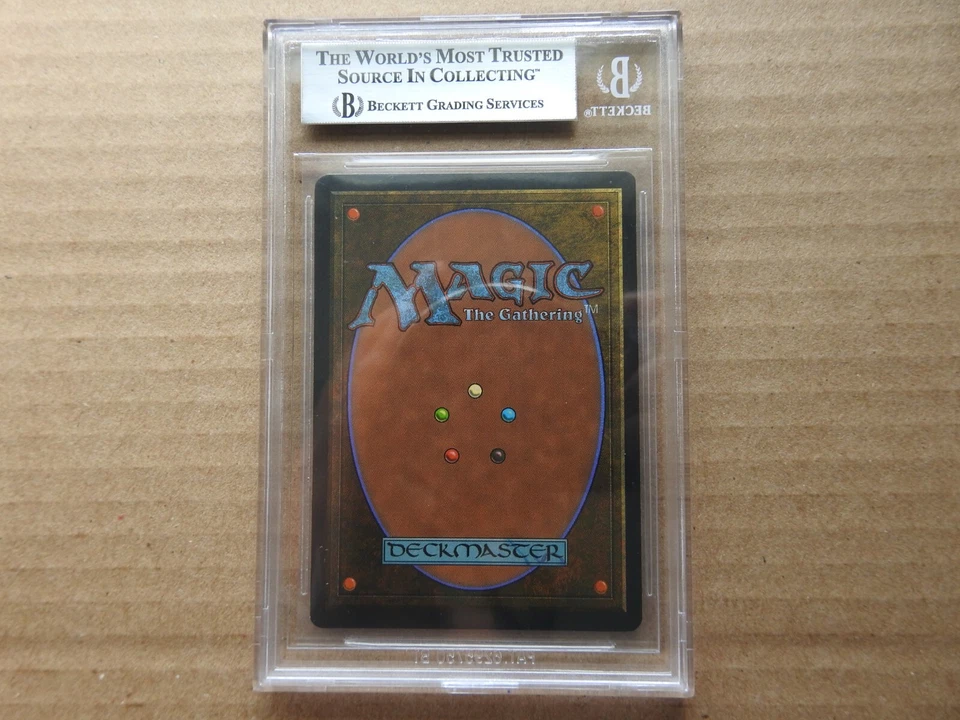 THE WORLD'S MOST TRUSTED
SOURCE IN COLLECTING™
B BECKETT GRADING SERVICES
B
BECKETT®
MAGIC
The Gathering™
DECKMASTER